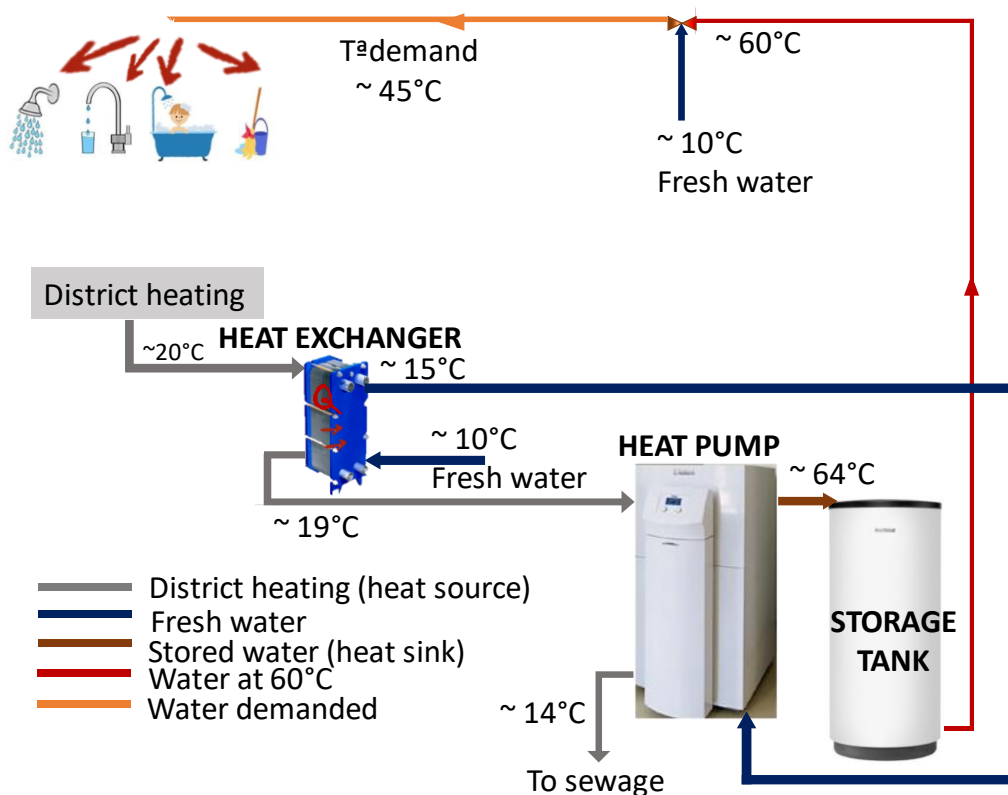 ~ 60°C
Tªdemand
~ 45°C
~ 10°C
Fresh water
District heating
HEAT EXCHANGER
~20°C
~ 15°C
~ 10°C
Fresh water
HEAT PUMP
~ 64°C
~ 19°C
District heating (heat source)
Fresh water
Stored water (heat sink)
Water at 60°C
Water demanded
STORAGE
TANK
~ 14°C
To sewage